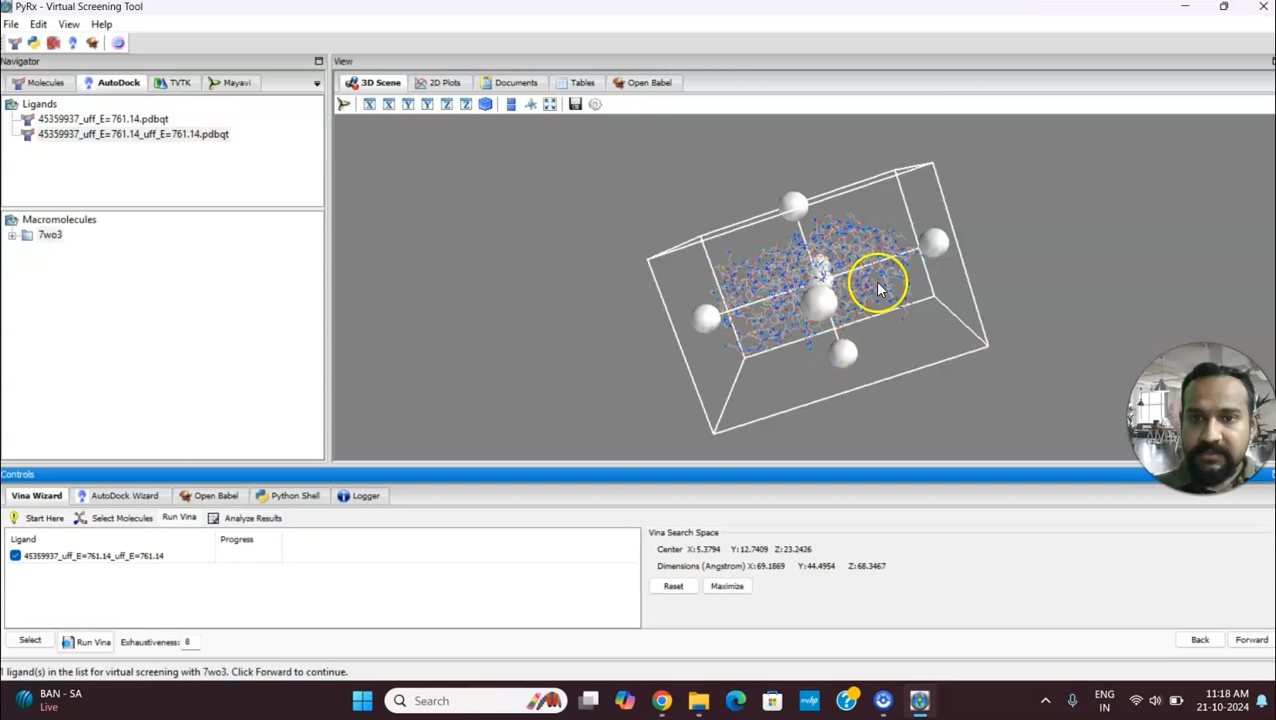 PyRx - Virtual Screening Tool
File Edit View Help
Navigator
View
Molecules AutoDock TVTK Mayavi
3D Scene 2D Plots Documents Tables Open Babel
Ligands
45359937_uff_E=761.14.pdbqt
45359937_uff_E=761.14_uff_E=761.14.pdbqt
Macromolecules
7wo3
Controls
Vina Wizard AutoDock Wizard Open Babel Python Shell Logger
Start Here Select Molecules Run Vina Analyze Results
Ligand Progress
45359937_uff_E=761.14_uff_E=761.14
Vina Search Space
Center X:5.3794 Y:12.7409 Z:23.2426
Dimensions (Angstrom) X:69.1869 Y:44.4954 Z:68.3467
Reset Maximize
Select Run Vina Exhaustiveness: 8
Back Forward
1 ligand(s) in the list for virtual screening with 7wo3. Click Forward to continue.
BAN - SA
Live
Search
ENG
IN
11:18 AM
21-10-2024